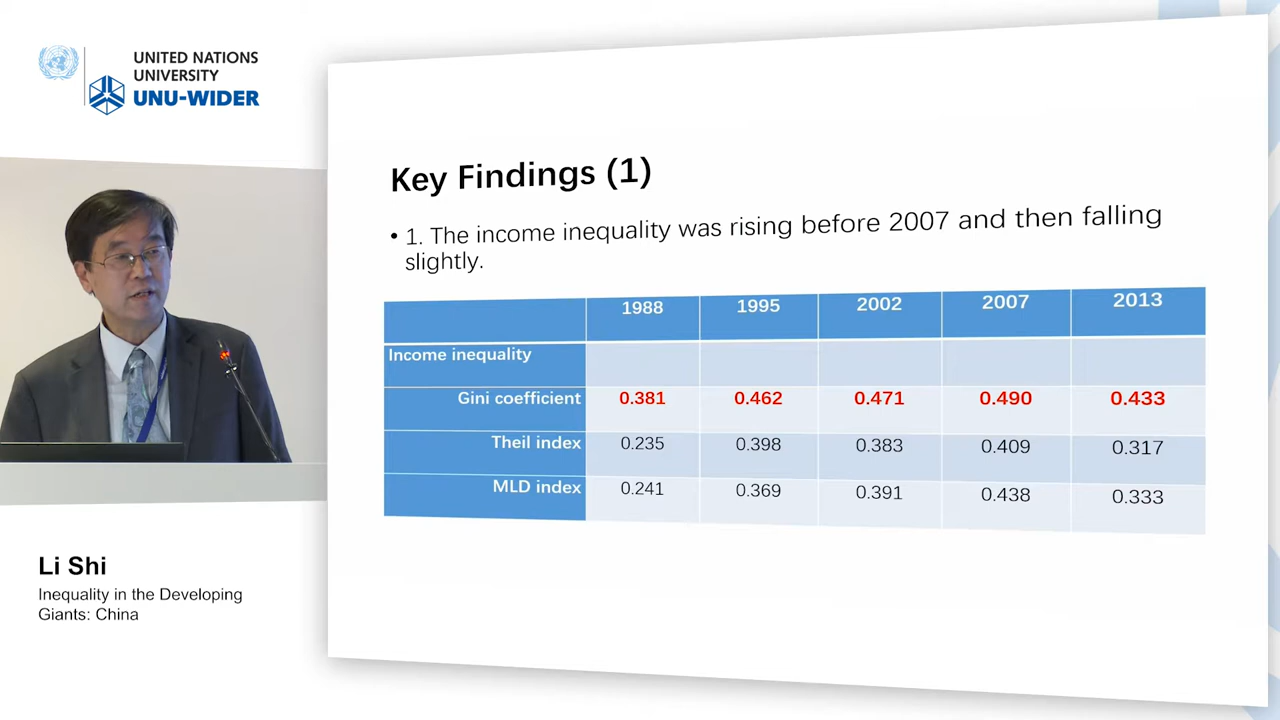 UNITED NATIONS
UNIVERSITY
UNU-WIDER
Key Findings (1)
• 1. The income inequality was rising before 2007 and then falling
slightly.
1988 1995 2002 2007 2013
Income inequality
Gini coefficient 0.381 0.462 0.471 0.490 0.433
Theil index 0.235 0.398 0.383 0.409 0.317
MLD index 0.241 0.369 0.391 0.438 0.333
Li Shi
Inequality in the Developing
Giants: China